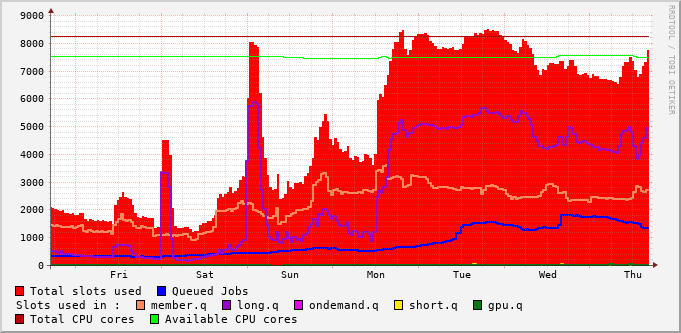 9000
8000
7000
6000
5000
4000
3000
2000
1000
0
Fri Sat Sun Mon Tue Wed Thu
RRDTOOL / TOBI OETIKER
Total slots used Queued Jobs
Slots used in : member.q long.q ondemand.q short.q gpu.q
Total CPU cores Available CPU cores